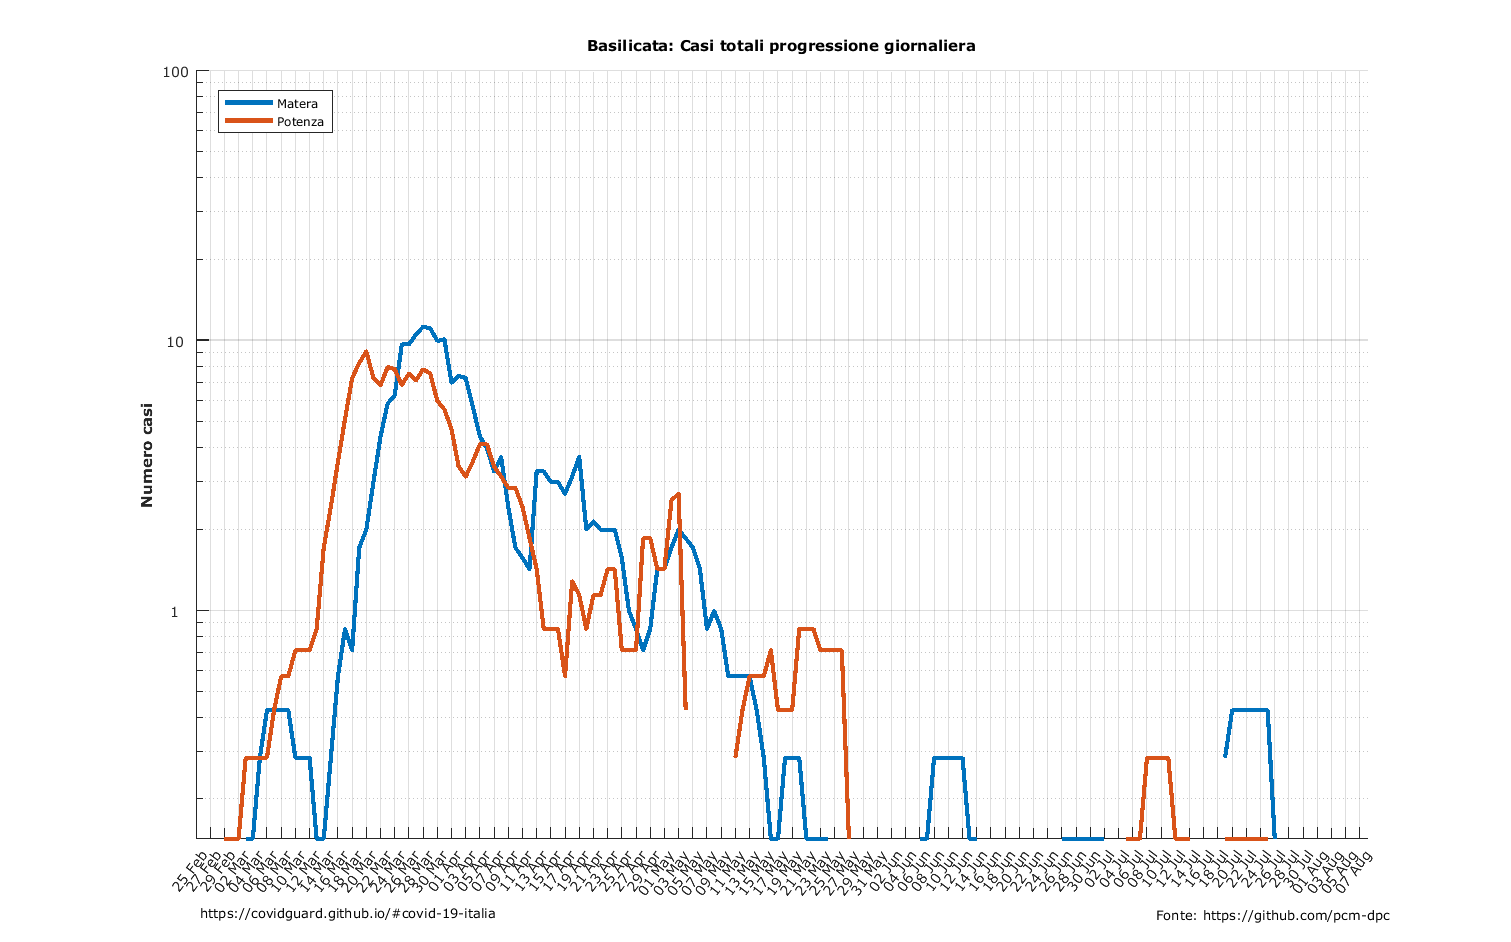 Basilicata: Casi totali progressione giornaliera
Matera
Potenza
Numero casi
100
10
1
25 Feb
27 Feb
29 Feb
02 Mar
04 Mar
06 Mar
08 Mar
10 Mar
12 Mar
14 Mar
16 Mar
18 Mar
20 Mar
22 Mar
24 Mar
26 Mar
28 Mar
30 Mar
01 Apr
03 Apr
05 Apr
07 Apr
09 Apr
11 Apr
13 Apr
15 Apr
17 Apr
19 Apr
21 Apr
23 Apr
25 Apr
27 Apr
29 Apr
01 May
03 May
05 May
07 May
09 May
11 May
13 May
15 May
17 May
19 May
21 May
23 May
25 May
27 May
29 May
31 May
02 Jun
04 Jun
06 Jun
08 Jun
10 Jun
12 Jun
14 Jun
16 Jun
18 Jun
20 Jun
22 Jun
24 Jun
26 Jun
28 Jun
30 Jun
02 Jul
04 Jul
06 Jul
08 Jul
10 Jul
12 Jul
14 Jul
16 Jul
18 Jul
20 Jul
22 Jul
24 Jul
26 Jul
28 Jul
30 Jul
01 Aug
03 Aug
05 Aug
07 Aug
https://covidguard.github.io/#covid-19-italia
Fonte: https://github.com/pcm-dpc